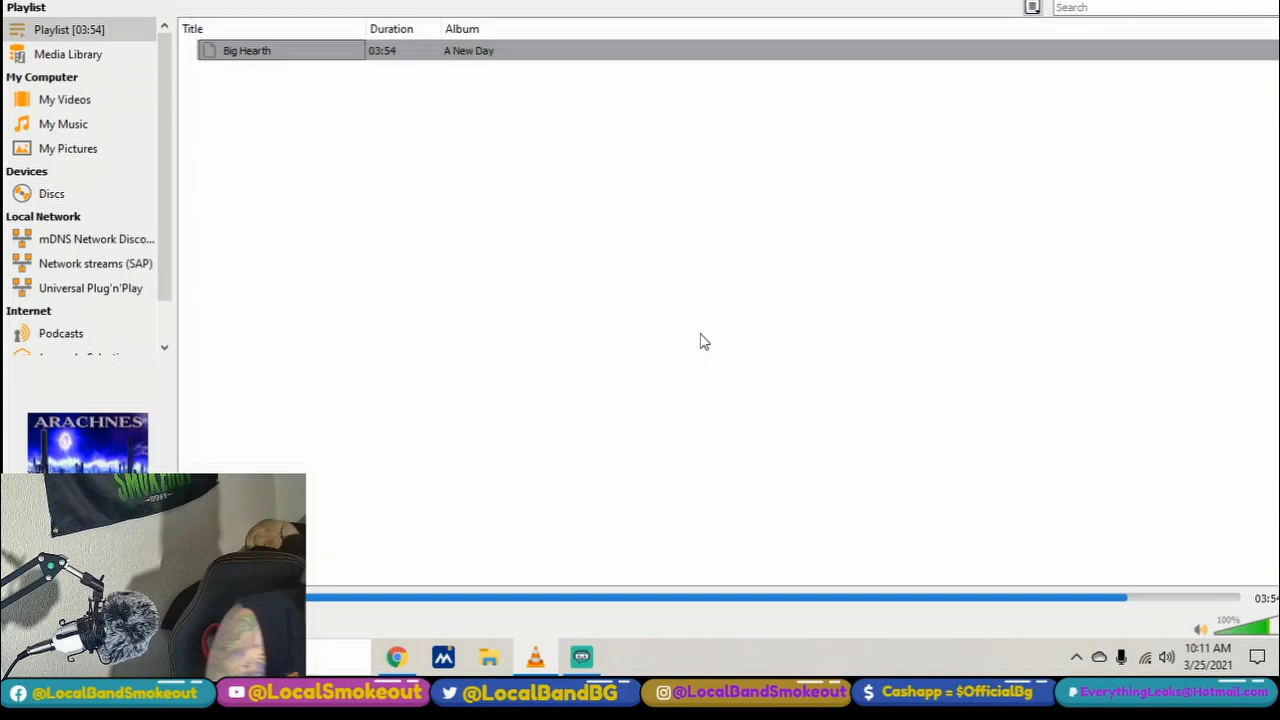 Playlist
Search
Playlist [03:54]
Title Duration Album
Big Hearth 03:54 A New Day
Media Library
My Computer
My Videos
My Music
My Pictures
Devices
Discs
Local Network
mDNS Network Disco...
Network streams (SAP)
Universal Plug'n'Play
Internet
Podcasts
ARACHNES
SMOKEOUT
03:54
100%
10:11 AM
3/25/2021
@LocalBandSmokeout @LocalSmokeout @LocalBandBG @LocalBandSmokeout Cashapp = $OfficialBg EverythingLeaks@Hotmail.com